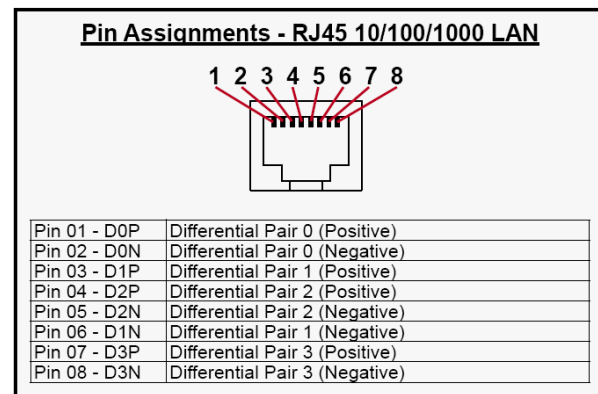 Pin Assignments - RJ45 10/100/1000 LAN
1 2 3 4 5 6 7 8
Pin 01 - D0P Differential Pair 0 (Positive)
Pin 02 - D0N Differential Pair 0 (Negative)
Pin 03 - D1P Differential Pair 1 (Positive)
Pin 04 - D2P Differential Pair 2 (Positive)
Pin 05 - D2N Differential Pair 2 (Negative)
Pin 06 - D1N Differential Pair 1 (Negative)
Pin 07 - D3P Differential Pair 3 (Positive)
Pin 08 - D3N Differential Pair 3 (Negative)